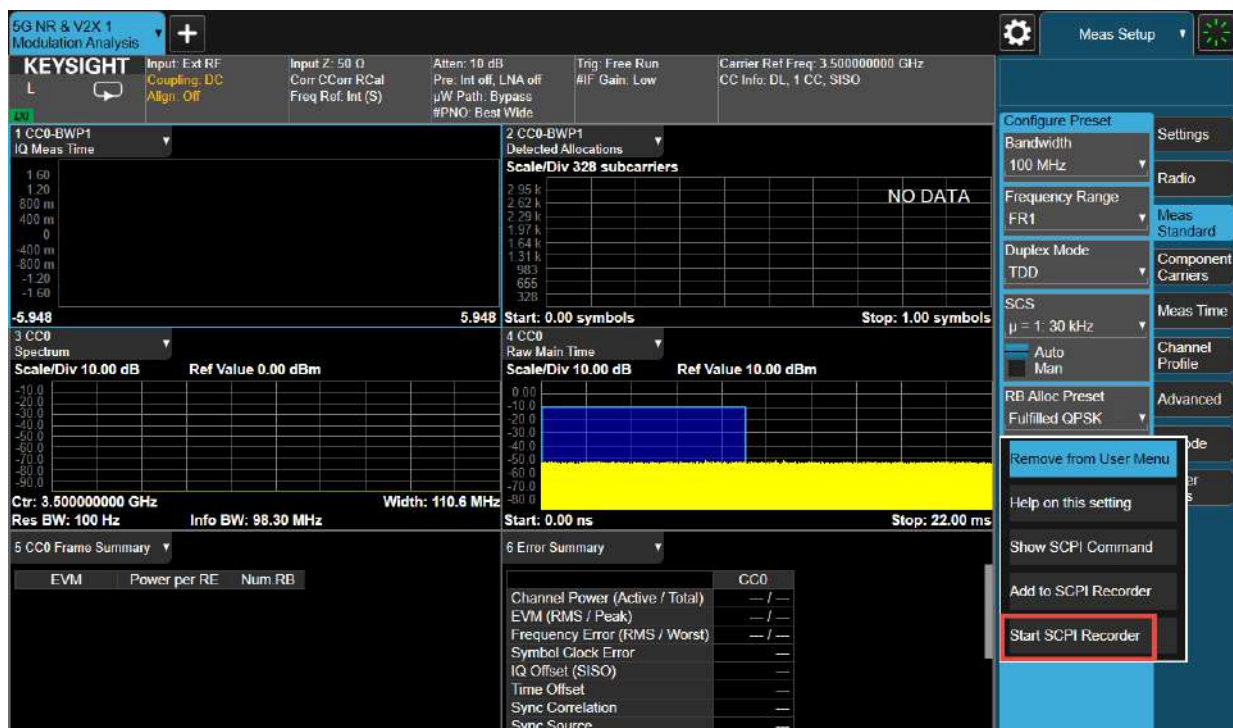 5G NR & V2X 1
Modulation Analysis
Meas Setup
KEYSIGHT
L
LXI
Input: Ext RF
Coupling: DC
Align: Off
Input Z: 50 Ω
Corr CCorr RCal
Freq Ref: Int (S)
Atten: 10 dB
Pre: Int off, LNA off
µW Path: Bypass
#PNO: Best Wide
Trig: Free Run
#IF Gain: Low
Carrier Ref Freq: 3.500000000 GHz
CC Info: DL, 1 CC, SISO
1 CC0-BWP1
IQ Meas Time
1.60
1.20
800 m
400 m
0
-400 m
-800 m
-1.20
-1.60
-5.948
5.948
2 CC0-BWP1
Detected Allocations
Scale/Div 328 subcarriers
NO DATA
2.95 k
2.62 k
2.29 k
1.97 k
1.64 k
1.31 k
983
655
328
Start: 0.00 symbols
Stop: 1.00 symbols
3 CC0
Spectrum
Scale/Div 10.00 dB
Ref Value 0.00 dBm
-10.0
-20.0
-30.0
-40.0
-50.0
-60.0
-70.0
-80.0
-90.0
Ctr: 3.500000000 GHz
Width: 110.6 MHz
Res BW: 100 Hz
Info BW: 98.30 MHz
4 CC0
Raw Main Time
Scale/Div 10.00 dB
Ref Value 10.00 dBm
0.00
-10.0
-20.0
-30.0
-40.0
-50.0
-60.0
-70.0
-80.0
Start: 0.00 ns
Stop: 22.00 ms
5 CC0 Frame Summary
EVM
Power per RE
Num.RB
6 Error Summary
CC0
Channel Power (Active / Total)
--- / ---
EVM (RMS / Peak)
--- / ---
Frequency Error (RMS / Worst)
--- / ---
Symbol Clock Error
---
IQ Offset (SISO)
---
Time Offset
---
Sync Correlation
---
Sync Source
Configure Preset
Bandwidth
100 MHz
Frequency Range
FR1
Duplex Mode
TDD
SCS
µ = 1: 30 kHz
Auto
Man
RB Alloc Preset
Fulfilled QPSK
Remove from User Menu
Help on this setting
Show SCPI Command
Add to SCPI Recorder
Start SCPI Recorder
Settings
Radio
Meas
Standard
Component
Carriers
Meas Time
Channel
Profile
Advanced